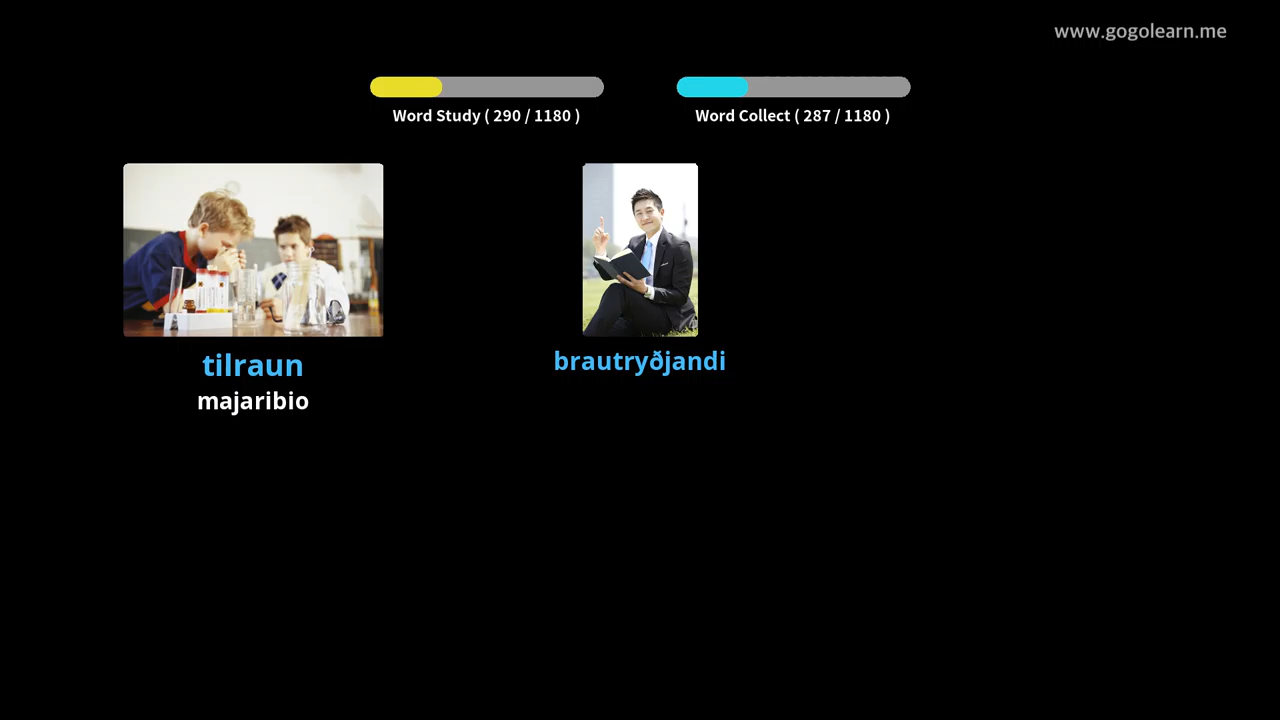 www.gogolearn.me
Word Study ( 290 / 1180 )
Word Collect ( 287 / 1180 )
tilraun
majaribio
brautryðjandi